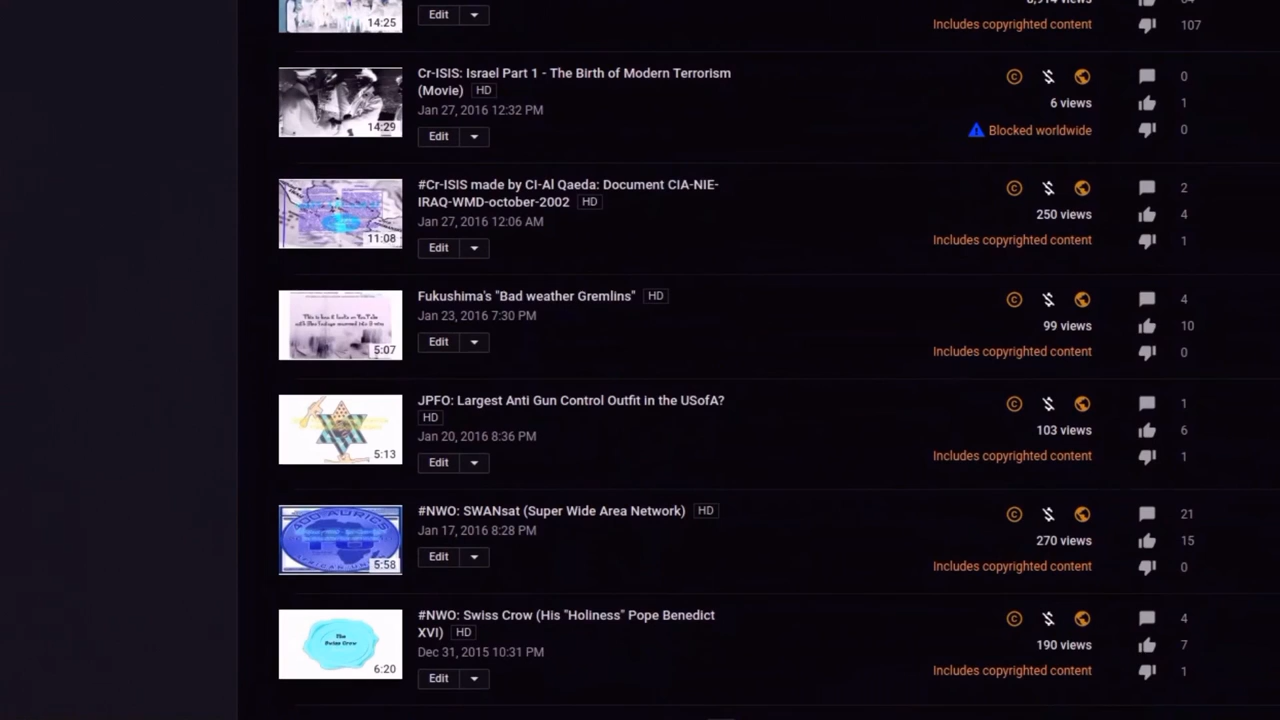 14:25
Edit
Includes copyrighted content
107
Cr-ISIS: Israel Part 1 - The Birth of Modern Terrorism
(Movie) HD
Jan 27, 2016 12:32 PM
14:29
Edit
0
6 views
1
Blocked worldwide
0
#Cr-ISIS made by CI-Al Qaeda: Document CIA-NIE-
IRAQ-WMD-october-2002 HD
Jan 27, 2016 12:06 AM
11:08
Edit
2
250 views
4
Includes copyrighted content
1
Fukushima's "Bad weather Gremlins" HD
Jan 23, 2016 7:30 PM
5:07
Edit
4
99 views
10
Includes copyrighted content
0
JPFO: Largest Anti Gun Control Outfit in the USofA?
HD
Jan 20, 2016 8:36 PM
5:13
Edit
1
103 views
6
Includes copyrighted content
1
#NWO: SWANsat (Super Wide Area Network) HD
Jan 17, 2016 8:28 PM
5:58
Edit
21
270 views
15
Includes copyrighted content
0
#NWO: Swiss Crow (His "Holiness" Pope Benedict
XVI) HD
Dec 31, 2015 10:31 PM
The
Swiss Crow
6:20
Edit
4
190 views
7
Includes copyrighted content
1